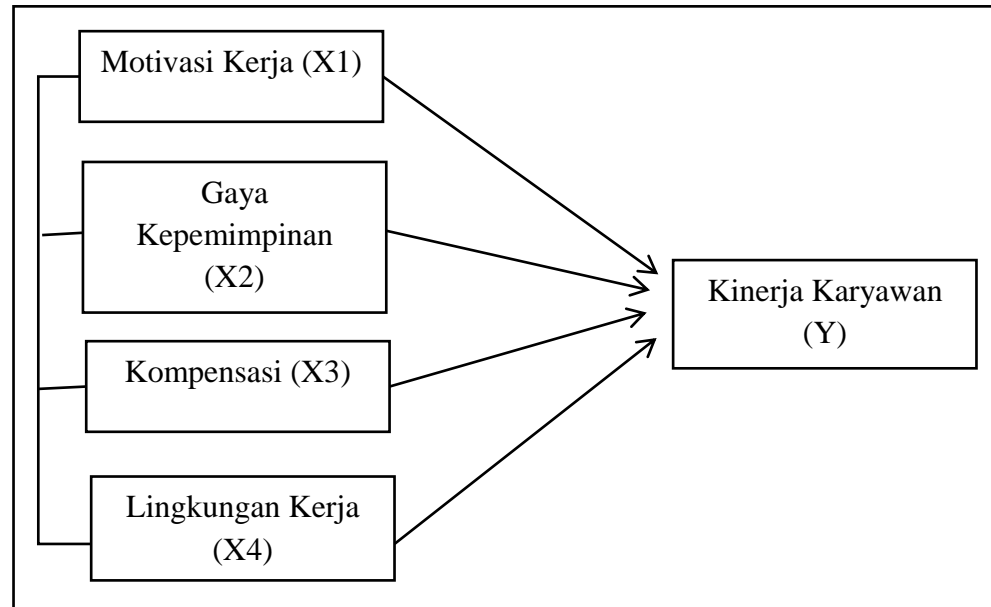 Motivasi Kerja (X1)
Gaya
Kepemimpinan
(X2)
Kompensasi (X3)
Lingkungan Kerja
(X4)
Kinerja Karyawan
(Y)